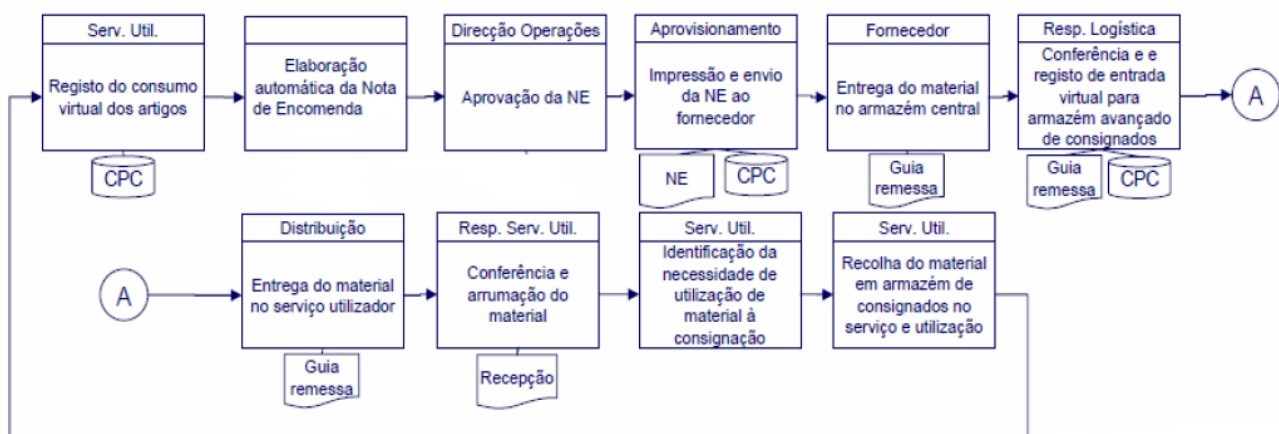 Serv. Util.
Registo do consumo
virtual dos artigos
CPC
Elaboração
automática da Nota
de Encomenda
Direcção Operações
Aprovação da NE
Aprovisionamento
Impressão e envio
da NE ao
fornecedor
NE
CPC
Fornecedor
Entrega do material
no armazém central
Guia
remessa
Resp. Logística
Conferência e e
registo de entrada
virtual para
armazém avançado
de consignados
Guia
remessa
CPC
A
A
Distribuição
Entrega do material
no serviço utilizador
Guia
remessa
Resp. Serv. Util.
Conferência e
arrumação do
material
Recepção
Serv. Util.
Identificação da
necessidade de
utilização de
material à
consignação
Serv. Util.
Recolha do material
em armazém de
consignados no
serviço e utilização